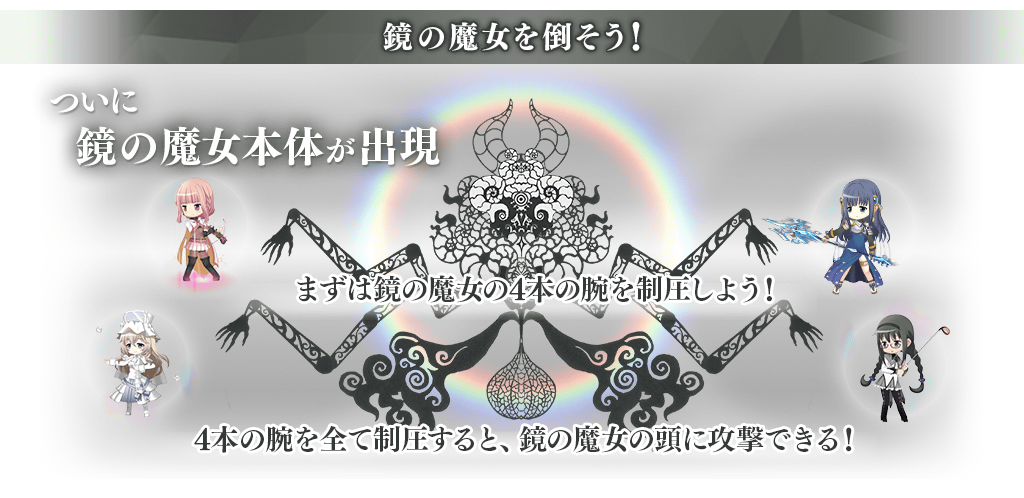 鏡の魔女を倒そう!
ついに
鏡の魔女本体が出現
まずは鏡の魔女の4本の腕を制圧しよう!
4本の腕を全て制圧すると、鏡の魔女の頭に攻撃できる!